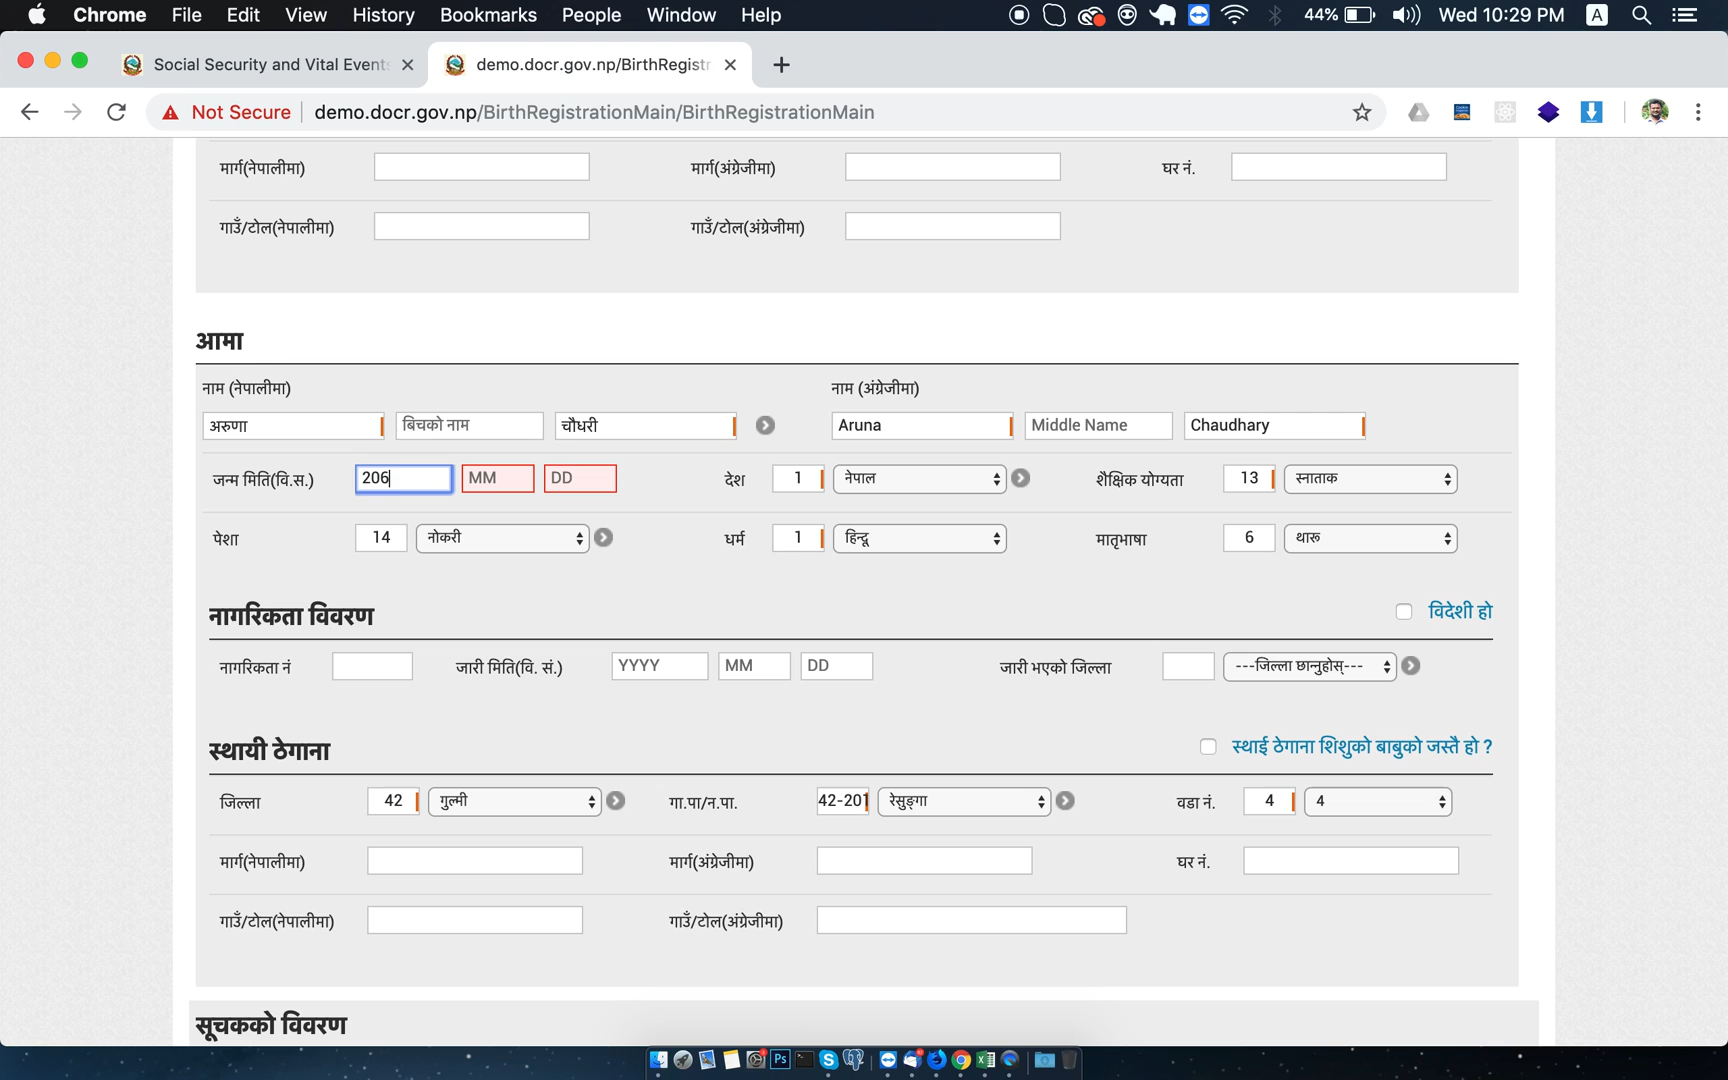 Chrome File Edit View History Bookmarks People Window Help 44% Wed 10:29 PM A
Social Security and Vital Events demo.docr.gov.np/BirthRegistr
Not Secure demo.docr.gov.np/BirthRegistrationMain/BirthRegistrationMain
मार्ग(नेपालीमा) मार्ग(अंग्रेजीमा) घर नं.
गाउँ/टोल(नेपालीमा) गाउँ/टोल(अंग्रेजीमा)
आमा
नाम (नेपालीमा) नाम (अंग्रेजीमा)
अरुणा बिचको नाम चौधरी Aruna Middle Name Chaudhary
जन्म मिति(वि.स.) 206 MM DD देश 1 नेपाल शैक्षिक योग्यता 13 स्नाताक
पेशा 14 नोकरी धर्म 1 हिन्दू मातृभाषा 6 थारू
नागरिकता विवरण विदेशी हो
नागरिकता नं जारी मिति(वि. सं.) YYYY MM DD जारी भएको जिल्ला ---जिल्ला छान्नुहोस्---
स्थायी ठेगाना स्थाई ठेगाना शिशुको बाबुको जस्तै हो ?
जिल्ला 42 गुल्मी गा.पा/न.पा. 42-201 रेसुङ्गा वडा नं. 4 4
मार्ग(नेपालीमा) मार्ग(अंग्रेजीमा) घर नं.
गाउँ/टोल(नेपालीमा) गाउँ/टोल(अंग्रेजीमा)
सूचकको विवरण
Ps